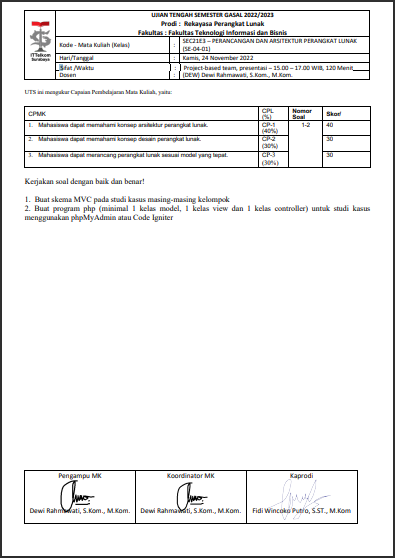 UJIAN TENGAH SEMESTER GASAL 2022/2023
Prodi : Rekayasa Perangkat Lunak
Fakultas : Fakultas Teknologi Informasi dan Bisnis
ITTelkom
Surabaya
Kode - Mata Kuliah (Kelas) : SEC21E3 – PERANCANGAN DAN ARSITEKTUR PERANGKAT LUNAK (SE-04-01)
Hari/Tanggal : Kamis, 24 November 2022
Sifat /Waktu : Project-based team, presentasi – 15.00 – 17.00 WIB, 120 Menit
Dosen : (DEW) Dewi Rahmawati, S.Kom., M.Kom.
UTS ini mengukur Capaian Pembelajaran Mata Kuliah, yaitu:
CPMK CPL (%) Nomor Soal Skor/
1. Mahasiswa dapat memahami konsep arsitektur perangkat lunak. CP-1 (40%) 1-2 40
2. Mahasiswa dapat memahami konsep desain perangkat lunak. CP-2 (30%) 30
3. Mahasiswa dapat merancang perangkat lunak sesuai model yang tepat. CP-3 (30%) 30
Kerjakan soal dengan baik dan benar!
1. Buat skema MVC pada studi kasus masing-masing kelompok
2. Buat program php (minimal 1 kelas model, 1 kelas view dan 1 kelas controller) untuk studi kasus
menggunakan phpMyAdmin atau Code Igniter
Pengampu MK Koordinator MK Kaprodi
Dewi Rahmawati, S.Kom., M.Kom Dewi Rahmawati, S.Kom., M.Kom Fidi Wincoko Putro, S.ST., M.Kom